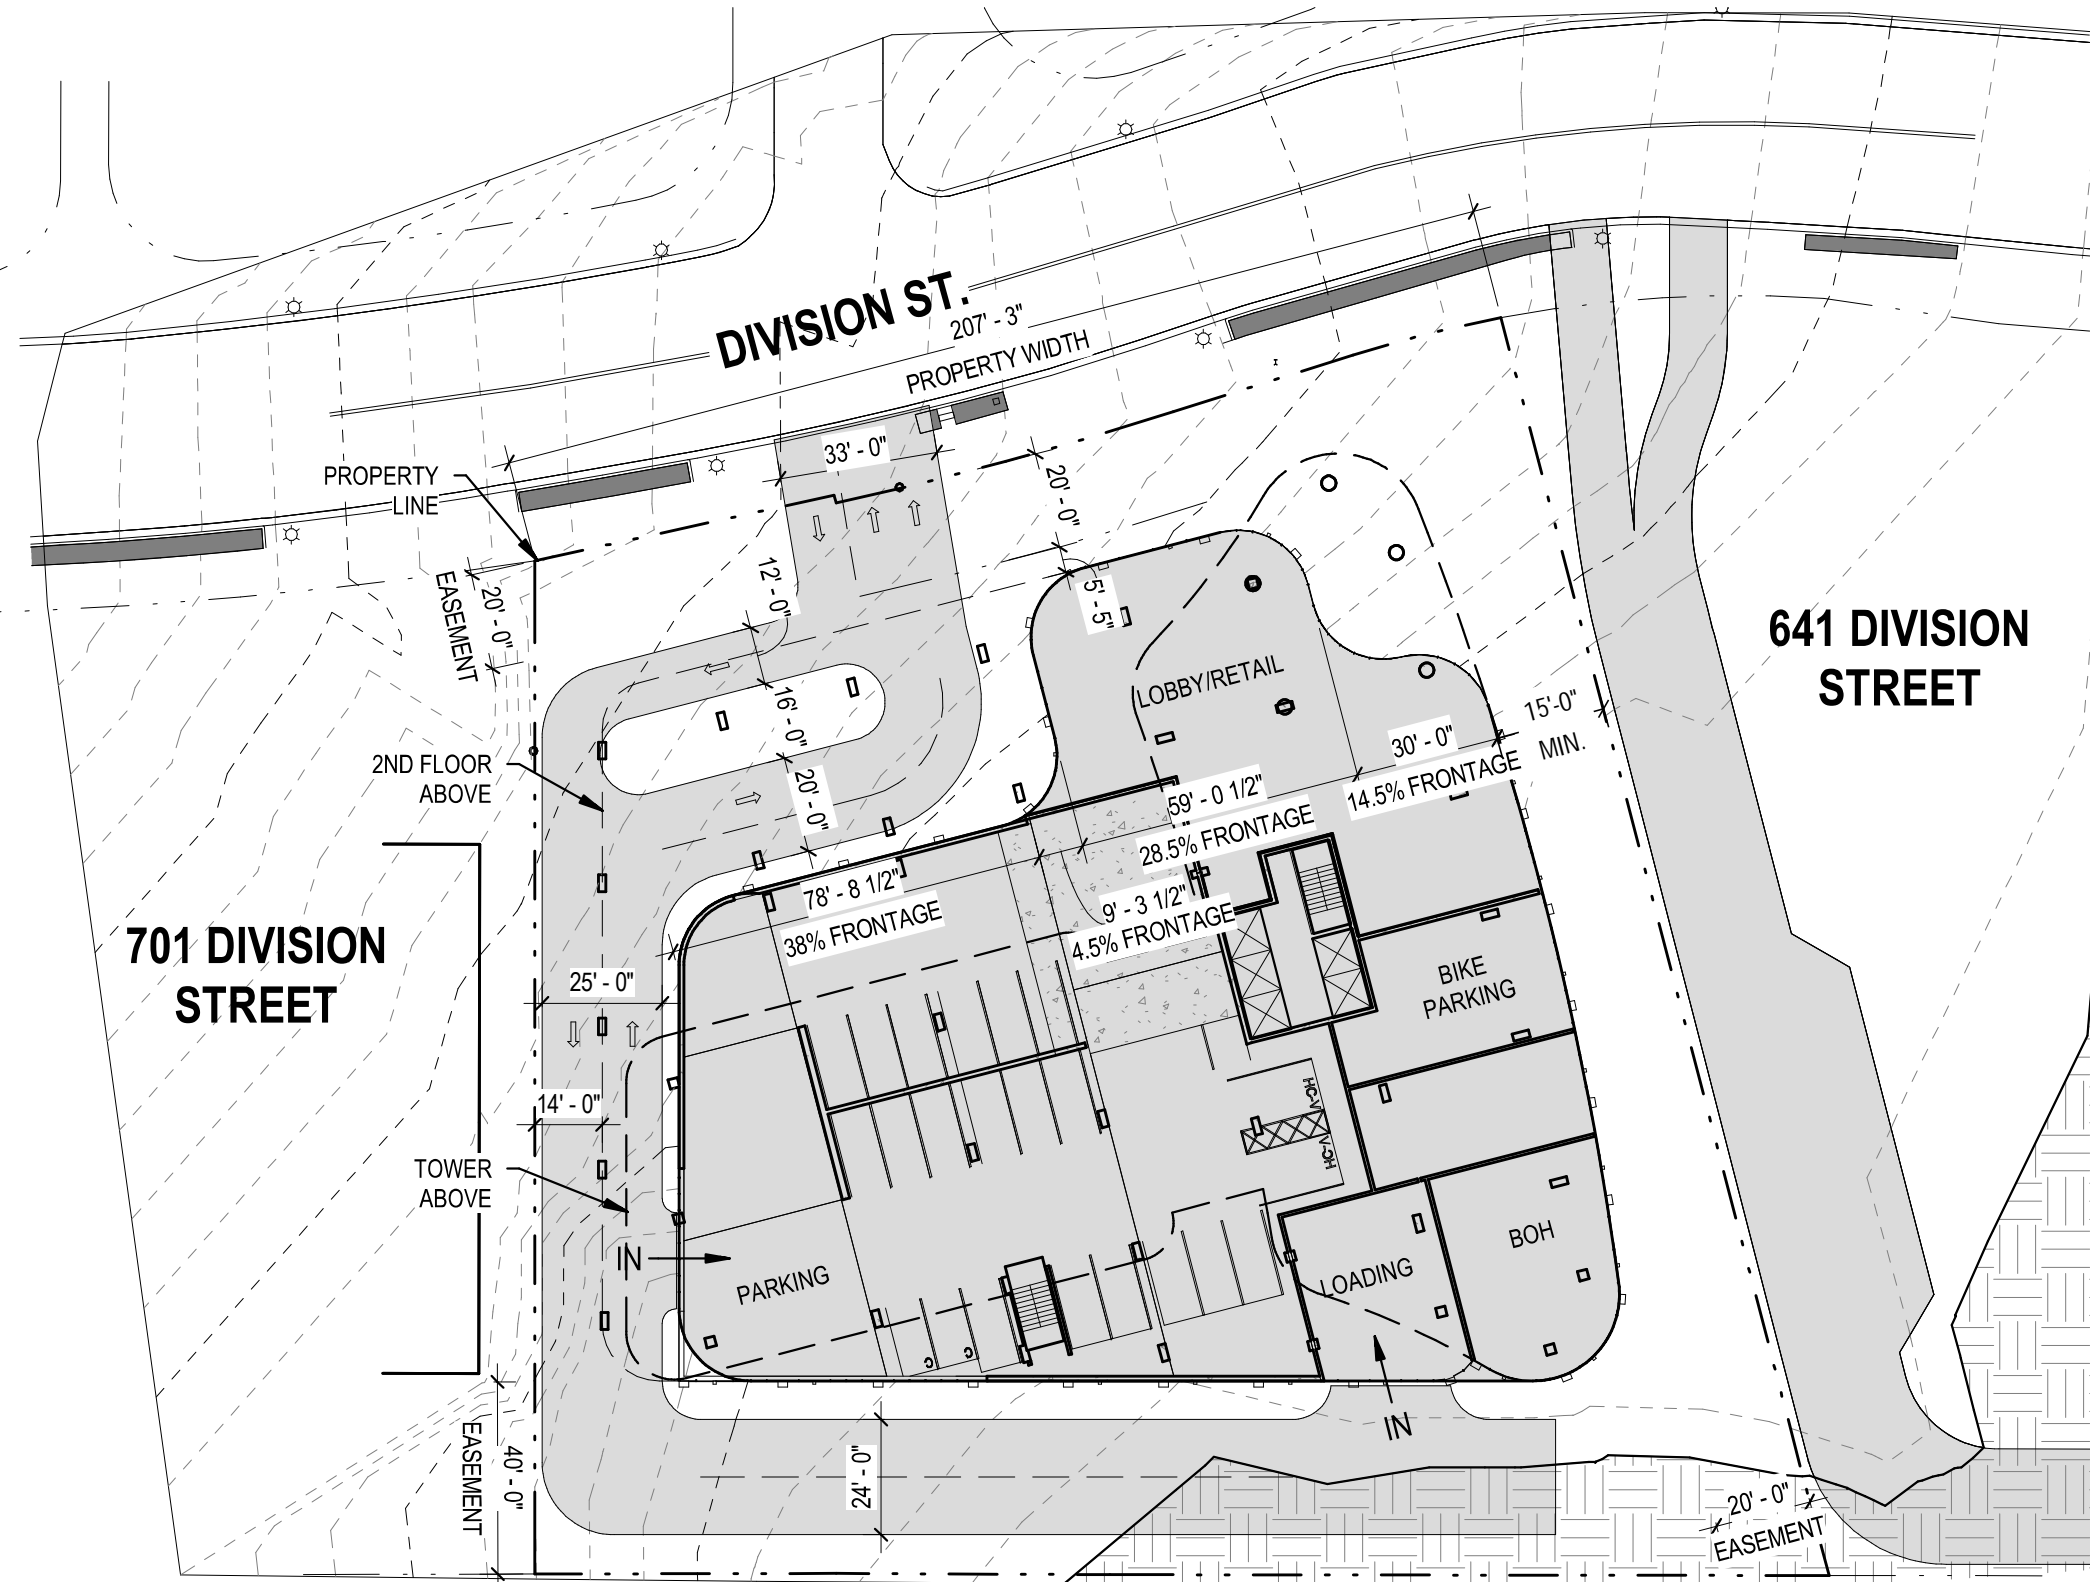 DIVISION ST.
207' - 3"
PROPERTY WIDTH
33' - 0"
PROPERTY
LINE
20' - 0"
EASEMENT
20' - 0"
12' - 0"
5' - 5"
641 DIVISION
STREET
LOBBY/RETAIL
16' - 0"
15'-0"
MIN.
30' - 0"
14.5% FRONTAGE
2ND FLOOR
ABOVE
20' - 0"
59' - 0 1/2"
28.5% FRONTAGE
78' - 8 1/2"
38% FRONTAGE
9' - 3 1/2"
4.5% FRONTAGE
701 DIVISION
STREET
25' - 0"
BIKE
PARKING
14' - 0"
HC-V
HC-V
TOWER
ABOVE
IN
PARKING
LOADING
BOH
C
C
IN
EASEMENT
40' - 0"
24' - 0"
20' - 0"
EASEMENT